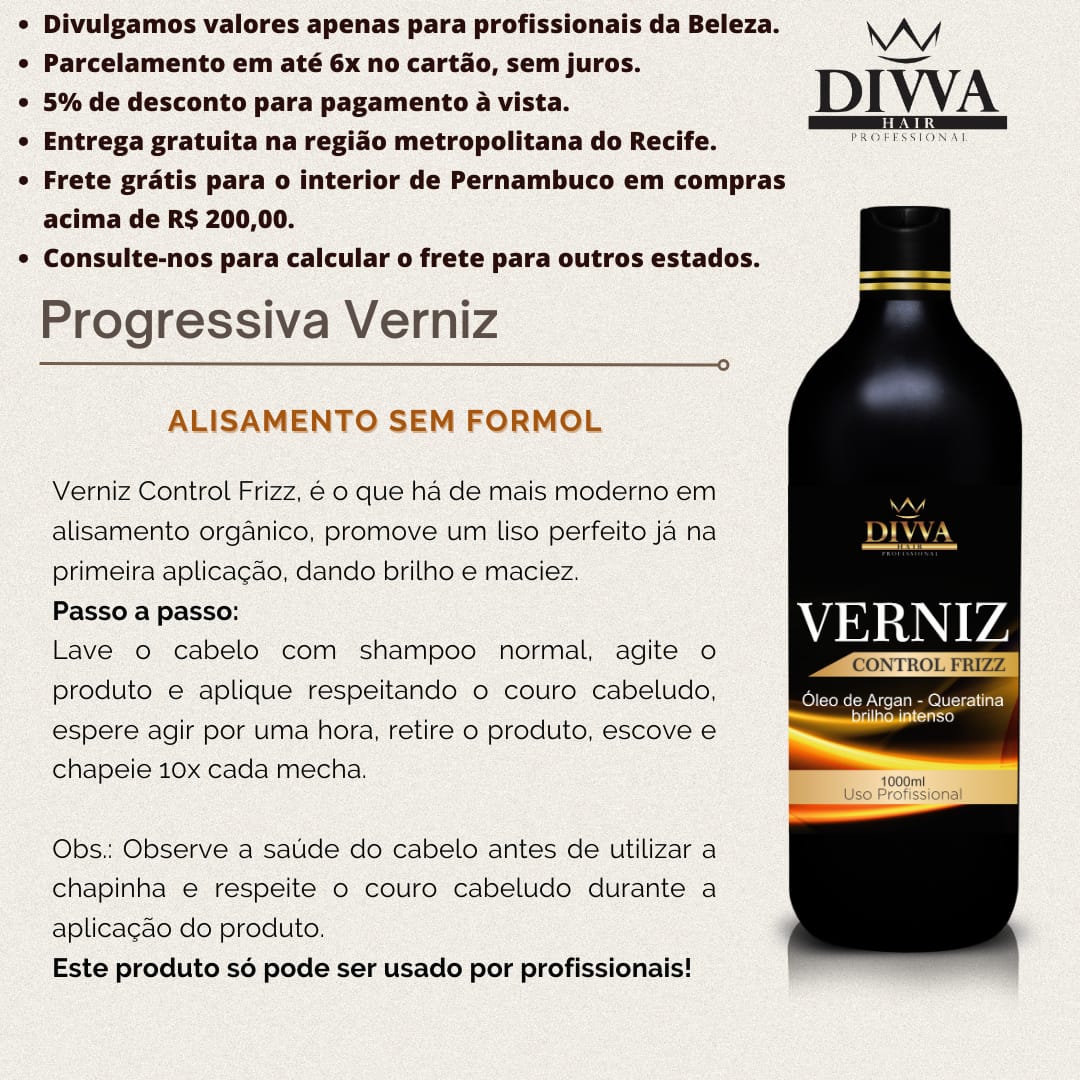 • Divulgamos valores apenas para profissionais da Beleza.
• Parcelamento em até 6x no cartão, sem juros.
• 5% de desconto para pagamento à vista.
• Entrega gratuita na região metropolitana do Recife.
• Frete grátis para o interior de Pernambuco em compras
acima de R$ 200,00.
• Consulte-nos para calcular o frete para outros estados.
DIVVA
HAIR
PROFESSIONAL
Progressiva Verniz
ALISAMENTO SEM FORMOL
Verniz Control Frizz, é o que há de mais moderno em
alisamento orgânico, promove um liso perfeito já na
primeira aplicação, dando brilho e maciez.
Passo a passo:
Lave o cabelo com shampoo normal, agite o
produto e aplique respeitando o couro cabeludo,
espere agir por uma hora, retire o produto, escove e
chapeie 10x cada mecha.
Obs.: Observe a saúde do cabelo antes de utilizar a
chapinha e respeite o couro cabeludo durante a
aplicação do produto.
Este produto só pode ser usado por profissionais!
DIVVA
HAIR
PROFESSIONAL
VERNIZ
CONTROL FRIZZ
Óleo de Argan - Queratina
brilho intenso
1000ml
Uso Profissional